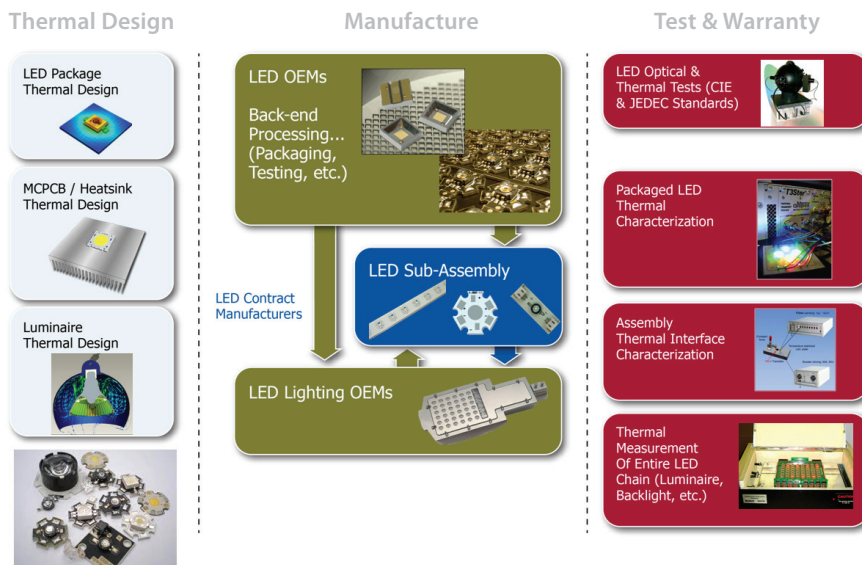 Thermal Design
Manufacture
Test & Warranty
LED Package
Thermal Design
MCPCB / Heatsink
Thermal Design
Luminaire
Thermal Design
LED OEMs
Back-end
Processing...
(Packaging,
Testing, etc.)
LED Sub-Assembly
LED Contract
Manufacturers
LED Lighting OEMs
LED Optical &
Thermal Tests (CIE
& JEDEC Standards)
Packaged LED
Thermal
Characterization
T3Ster
Assembly
Thermal Interface
Characterization
Thermal
Measurement
Of Entire LED
Chain (Luminaire,
Backlight, etc.)